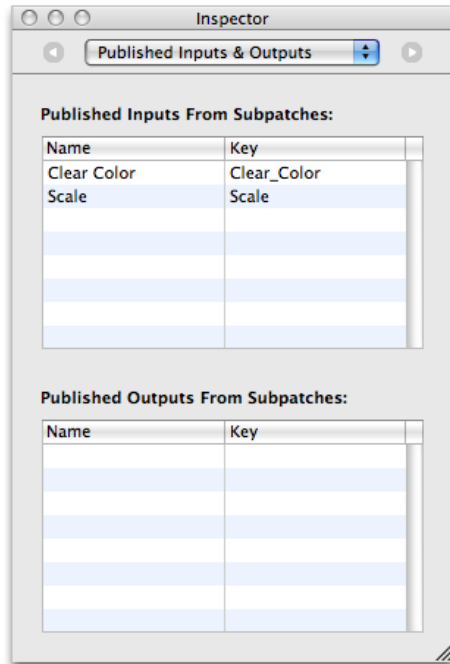 Inspector
Published Inputs & Outputs
Published Inputs From Subpatches:
Name Key
Clear Color Clear_Color
Scale Scale
Published Outputs From Subpatches:
Name Key